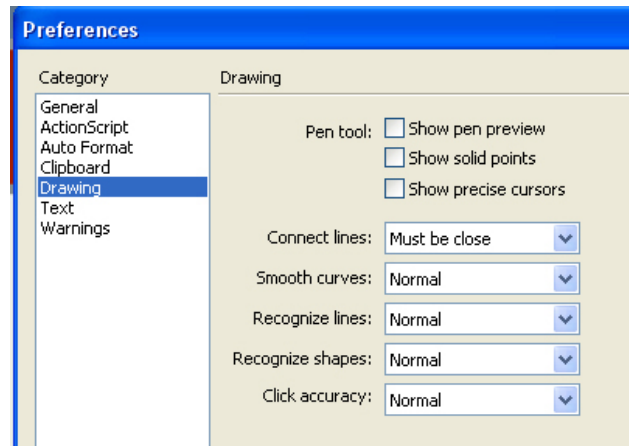 Preferences
Category
General
ActionScript
Auto Format
Clipboard
Drawing
Text
Warnings
Drawing
Pen tool: Show pen preview
Show solid points
Show precise cursors
Connect lines: Must be close
Smooth curves: Normal
Recognize lines: Normal
Recognize shapes: Normal
Click accuracy: Normal